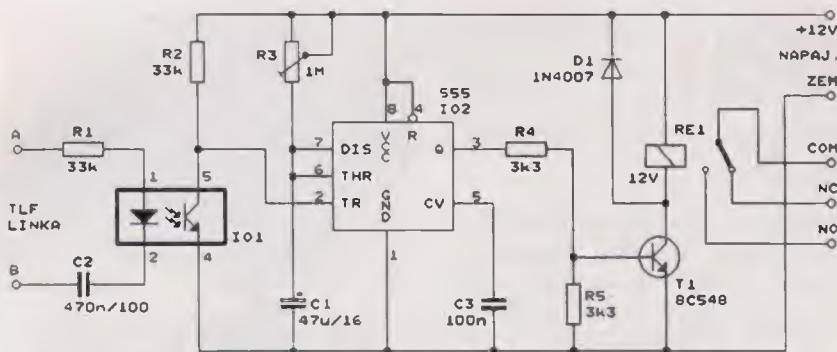 +12V
R2
33k
R3
1M
D1
1N4007
NAPAJ.
ZEM
555
IO2
8
4
A
R1
33k
7
DIS
VCC
R
Q
3
R4
3k3
RE1
12V
COM
6
THR
1
5
2
TR
GND
CV
5
NC
TLF
LINKA
IO1
NO
B
C2
470n/100
2
4
1
C1
47u/16
C3
100n
R5
3k3
T1
BC548